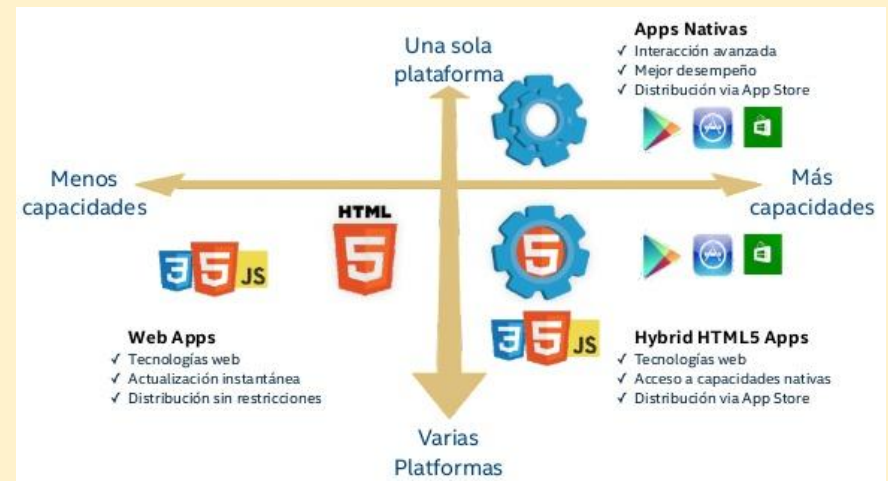 Una sola
plataforma
Apps Nativas
✓ Interacción avanzada
✓ Mejor desempeño
✓ Distribución via App Store
Menos
capacidades
Más
capacidades
HTML
5
3 5 JS
5
3 5 JS
Web Apps
✓ Tecnologías web
✓ Actualización instantánea
✓ Distribución sin restricciones
Hybrid HTML5 Apps
✓ Tecnologías web
✓ Acceso a capacidades nativas
✓ Distribución via App Store
Varias
Platformas